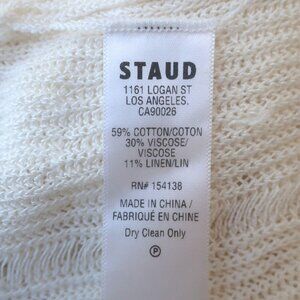 STAUD
1161 LOGAN ST
LOS ANGELES.
CA90026
59% COTTON/COTON
30% VISCOSE/
VISCOSE
11% LINEN/LIN
RN# 154138
MADE IN CHINA /
FABRIQUÉ EN CHINE
Dry Clean Only
P